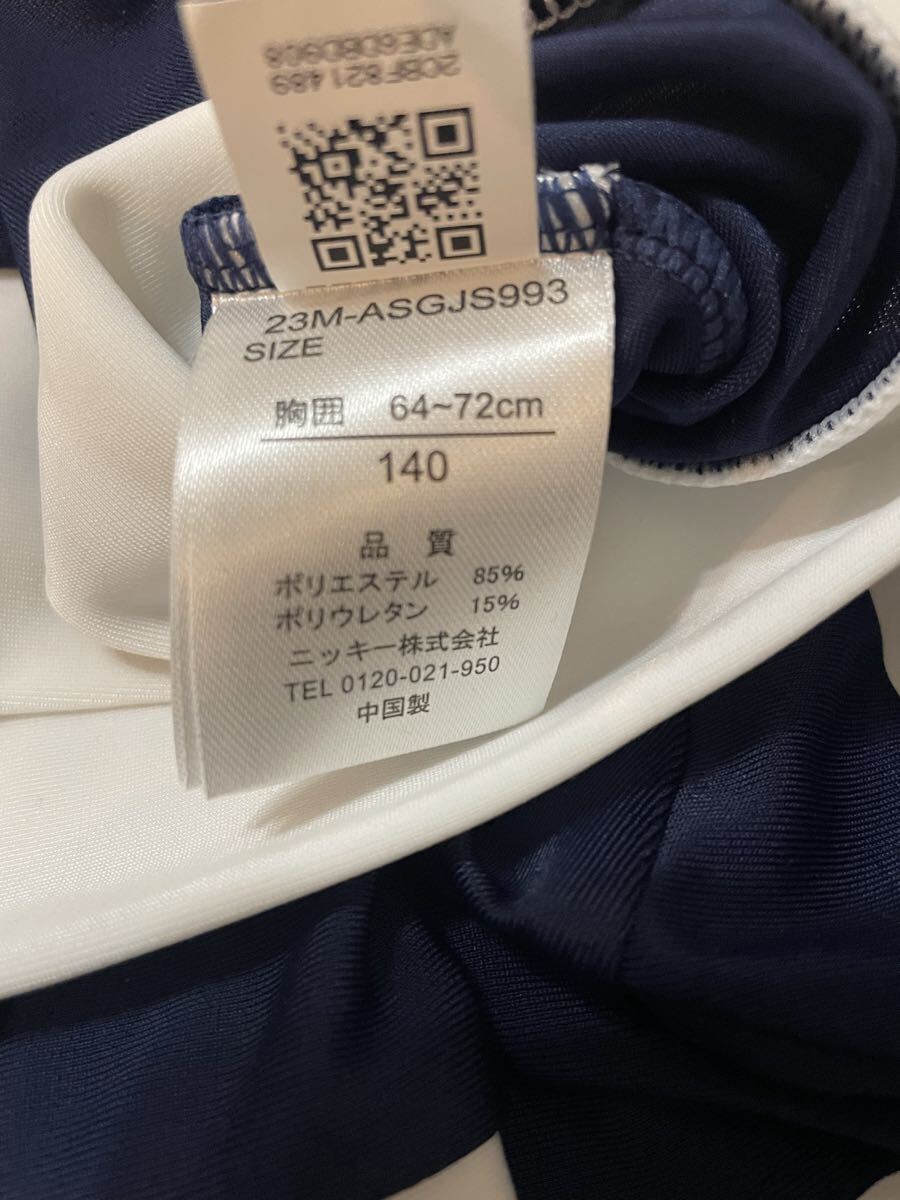 2CBF821489
ADE6DBD908
23M-ASGJS993
SIZE
胸囲 64~72cm
140
品 質
ポリエステル 85%
ポリウレタン 15%
ニッキー株式会社
TEL 0120-021-950
中国製